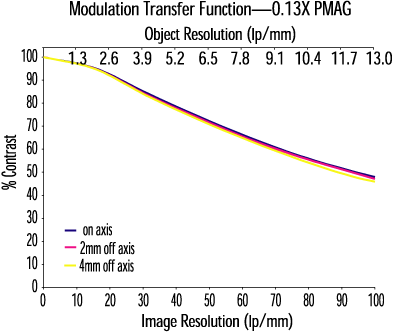 Modulation Transfer Function—0.13X PMAG
Object Resolution (lp/mm)
1.3 2.6 3.9 5.2 6.5 7.8 9.1 10.4 11.7 13.0
100
90
80
70
60
50
40
30
20
10
0
% Contrast
on axis
2mm off axis
4mm off axis
0 10 20 30 40 50 60 70 80 90 100
Image Resolution (lp/mm)